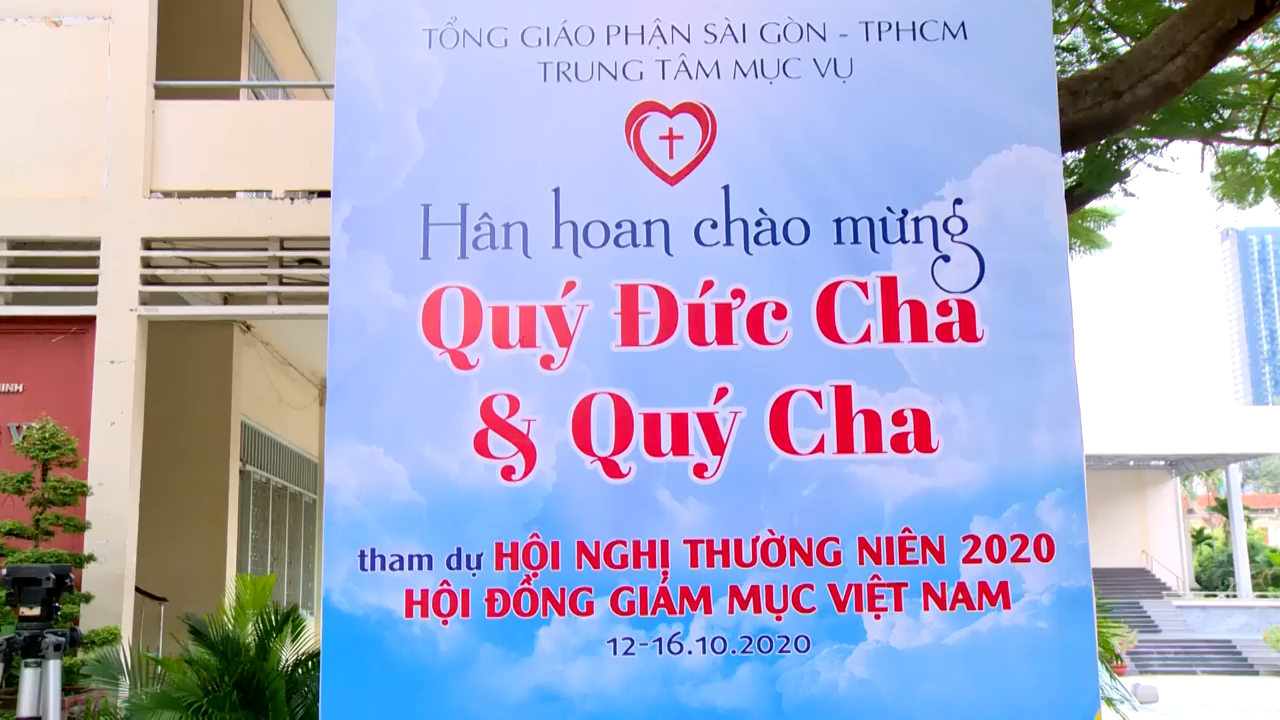 TỔNG GIÁO PHẬN SÀI GÒN - TPHCM
TRUNG TÂM MỤC VỤ
Hân hoan chào mừng
Quý Đức Cha
& Quý Cha
tham dự HỘI NGHỊ THƯỜNG NIÊN 2020
HỘI ĐỒNG GIÁM MỤC VIỆT NAM
12-16.10.2020